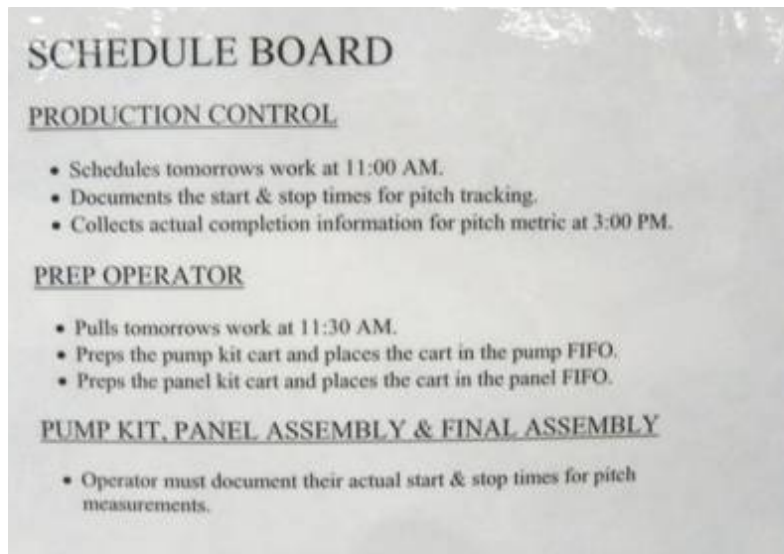 SCHEDULE BOARD
PRODUCTION CONTROL
• Schedules tomorrows work at 11:00 AM.
• Documents the start & stop times for pitch tracking.
• Collects actual completion information for pitch metric at 3:00 PM.
PREP OPERATOR
• Pulls tomorrows work at 11:30 AM.
• Preps the pump kit cart and places the cart in the pump FIFO.
• Preps the panel kit cart and places the cart in the panel FIFO.
PUMP KIT, PANEL ASSEMBLY & FINAL ASSEMBLY
• Operator must document their actual start & stop times for pitch
measurements.